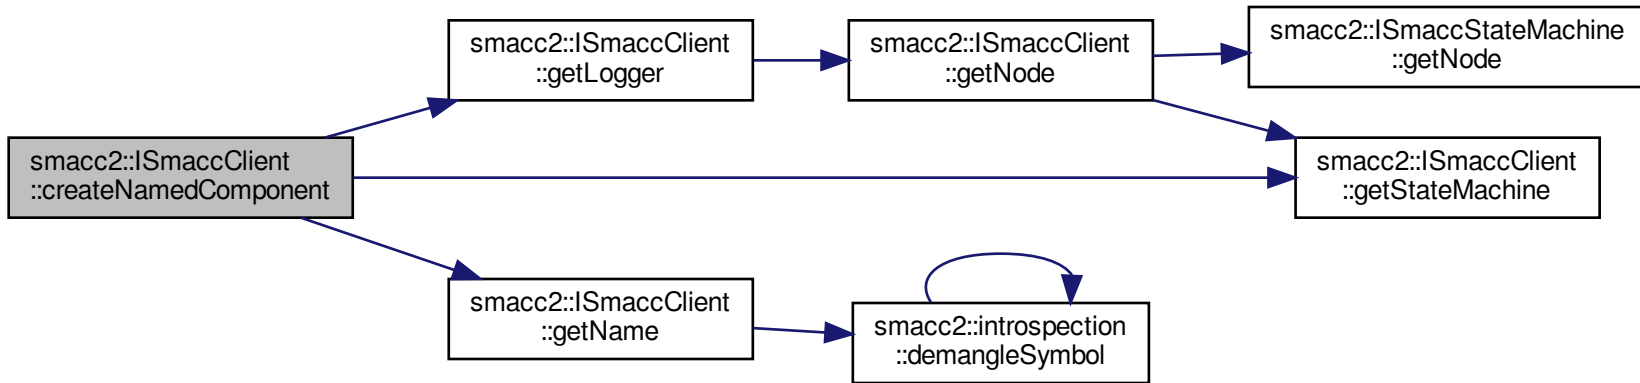 smacc2::ISmaccClient
::createNamedComponent
smacc2::ISmaccClient
::getLogger
smacc2::ISmaccClient
::getNode
smacc2::ISmaccStateMachine
::getNode
smacc2::ISmaccClient
::getStateMachine
smacc2::ISmaccClient
::getName
smacc2::introspection
::demangleSymbol